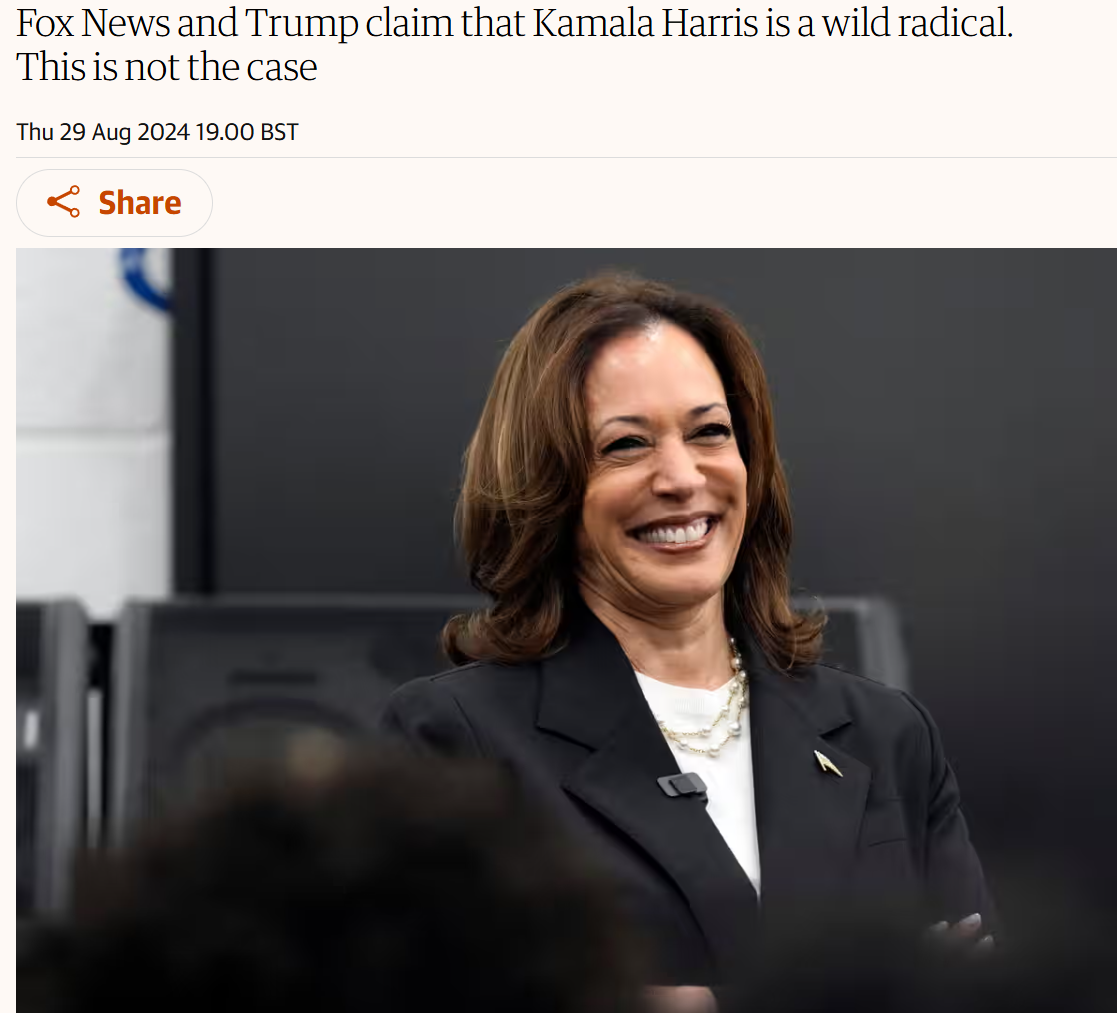 Fox News and Trump claim that Kamala Harris is a wild radical.
This is not the case
Thu 29 Aug 2024 19.00 BST
Share